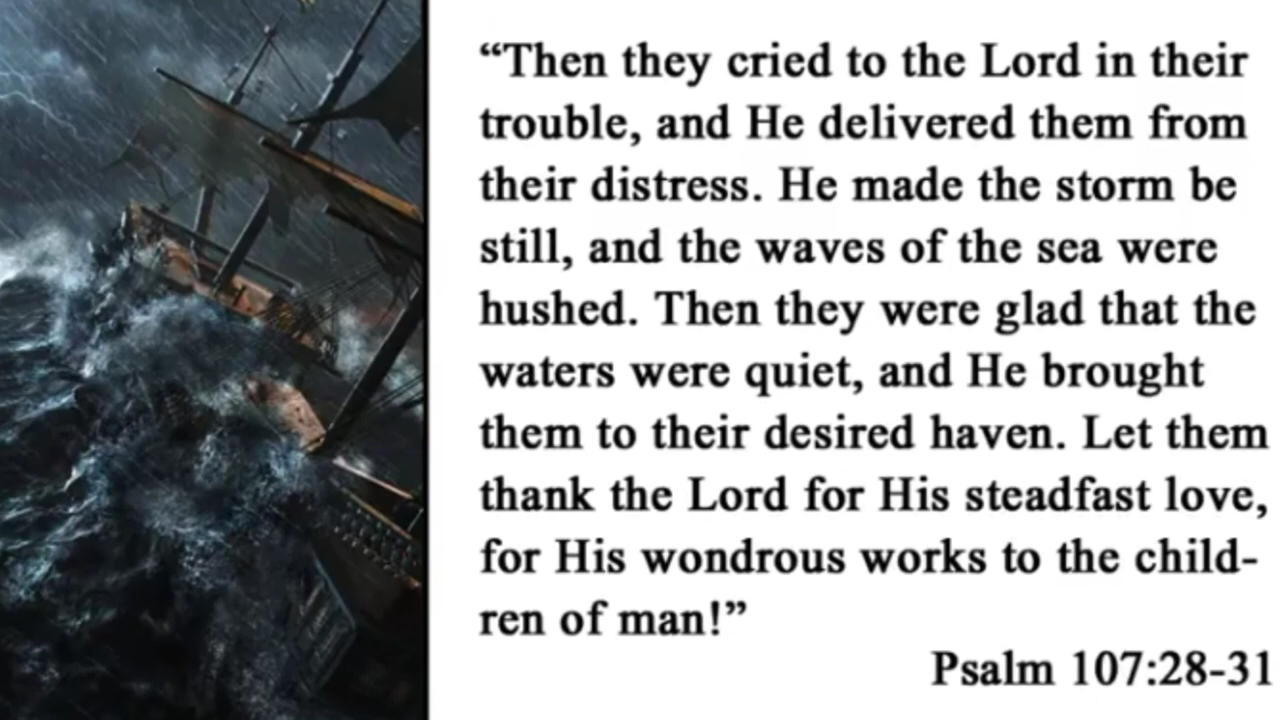 “Then they cried to the Lord in their
trouble, and He delivered them from
their distress. He made the storm be
still, and the waves of the sea were
hushed. Then they were glad that the
waters were quiet, and He brought
them to their desired haven. Let them
thank the Lord for His steadfast love,
for His wondrous works to the child-
ren of man!”
Psalm 107:28-31